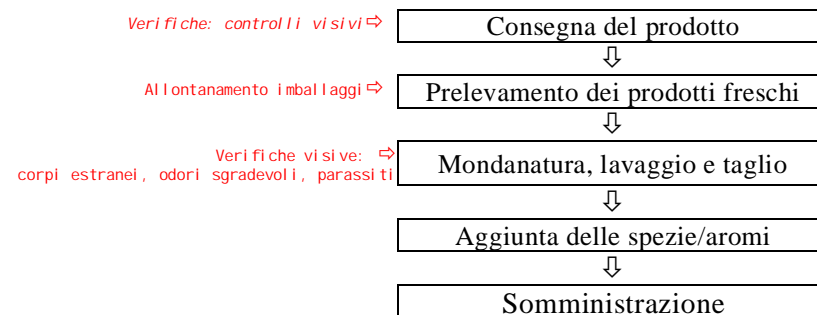 Verifiche: controlli visivi⇨ Consegna del prodotto
⇩
Allontanamento imballaggi⇨ Prelevamento dei prodotti freschi
⇩
Verifiche visive: ⇨
corpi estranei, odori sgradevoli, parassiti
Mondanatura, lavaggio e taglio
⇩
Aggiunta delle spezie/aromi
⇩
Somministrazione